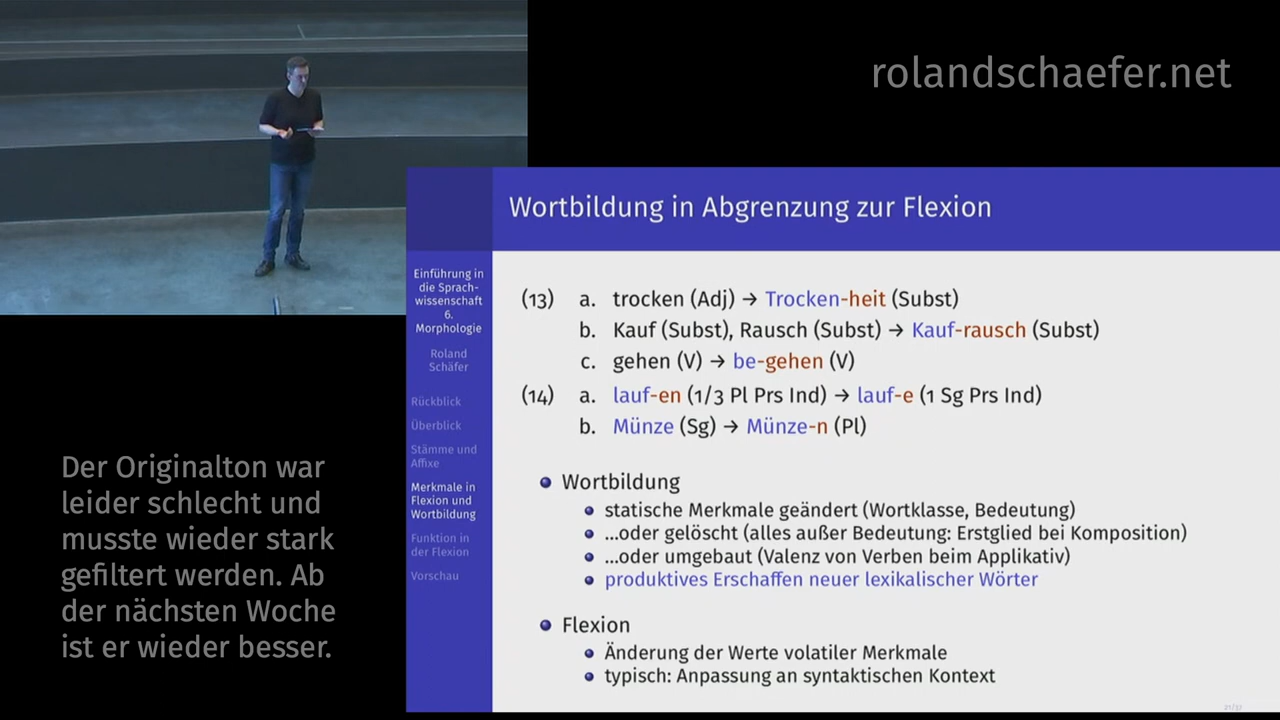 rolandschaefer.net
Wortbildung in Abgrenzung zur Flexion
Einführung in
die Sprach-
wissenschaft
6.
Morphologie
Roland
Schäfer
Rückblick
Überblick
Stämme und
Affixe
Merkmale in
Flexion und
Wortbildung
Funktion in
der Flexion
Vorschau
(13) a. trocken (Adj) → Trocken-heit (Subst)
b. Kauf (Subst), Rausch (Subst) → Kauf-rausch (Subst)
c. gehen (V) → be-gehen (V)
(14) a. lauf-en (1/3 Pl Prs Ind) → lauf-e (1 Sg Prs Ind)
b. Münze (Sg) → Münze-n (Pl)
Wortbildung
statische Merkmale geändert (Wortklasse, Bedeutung)
...oder gelöscht (alles außer Bedeutung: Erstglied bei Komposition)
...oder umgebaut (Valenz von Verben beim Applikativ)
produktives Erschaffen neuer lexikalischer Wörter
Flexion
Änderung der Werte volatiler Merkmale
typisch: Anpassung an syntaktischen Kontext
21/37
Der Originalton war
leider schlecht und
musste wieder stark
gefiltert werden. Ab
der nächsten Woche
ist er wieder besser.